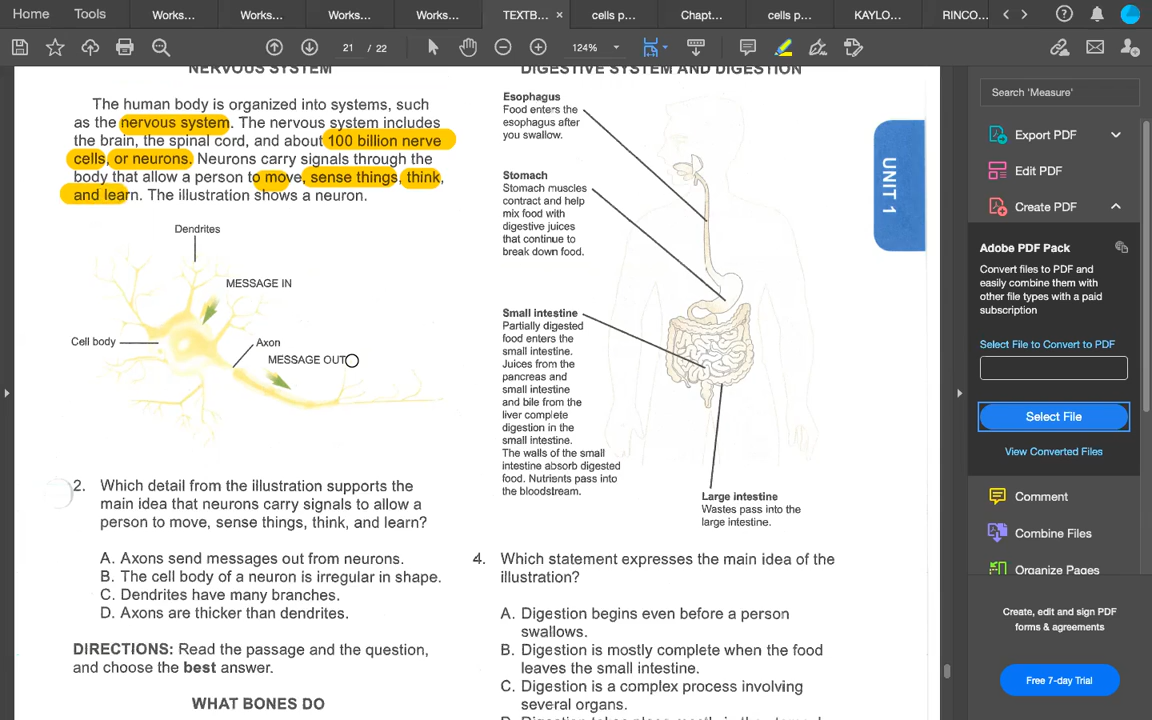 Home
Tools
Works...
Works...
Works...
Works...
TEXTB... ×
cells p...
Chapt...
cells p...
KAYLO...
RINCO...
21 / 22
124%
NERVOUS SYSTEM
The human body is organized into systems, such
as the nervous system. The nervous system includes
the brain, the spinal cord, and about 100 billion nerve
cells, or neurons. Neurons carry signals through the
body that allow a person to move, sense things, think,
and learn. The illustration shows a neuron.
Dendrites
MESSAGE IN
Cell body
Axon
MESSAGE OUT
2. Which detail from the illustration supports the
main idea that neurons carry signals to allow a
person to move, sense things, think, and learn?
A. Axons send messages out from neurons.
B. The cell body of a neuron is irregular in shape.
C. Dendrites have many branches.
D. Axons are thicker than dendrites.
DIRECTIONS: Read the passage and the question,
and choose the best answer.
WHAT BONES DO
DIGESTIVE SYSTEM AND DIGESTION
Esophagus
Food enters the
esophagus after
you swallow.
Stomach
Stomach muscles
contract and help
mix food with
digestive juices
that continue to
break down food.
Small intestine
Partially digested
food enters the
small intestine.
Juices from the
pancreas and
small intestine
and bile from the
liver complete
digestion in the
small intestine.
The walls of the small
intestine absorb digested
food. Nutrients pass into
the bloodstream.
Large intestine
Wastes pass into the
large intestine.
4. Which statement expresses the main idea of the
illustration?
A. Digestion begins even before a person
swallows.
B. Digestion is mostly complete when the food
leaves the small intestine.
C. Digestion is a complex process involving
several organs.
D. Digestion takes place mostly in the stomach
UNIT 1
Search 'Measure'
Export PDF
Edit PDF
Create PDF
Adobe PDF Pack
Convert files to PDF and
easily combine them with
other file types with a paid
subscription
Select File to Convert to PDF
Select File
View Converted Files
Comment
Combine Files
Organize Pages
Create, edit and sign PDF
forms & agreements
Free 7-day Trial